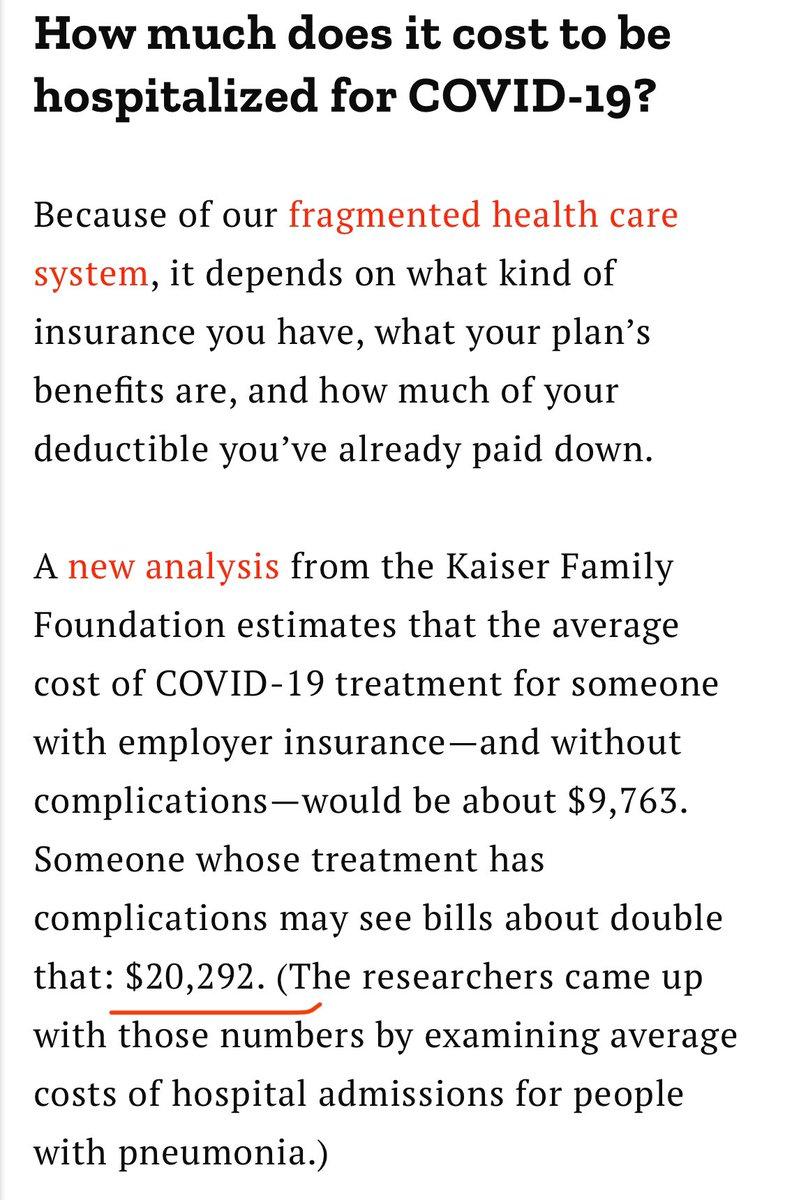 How much does it cost to be
hospitalized for COVID-19?
Because of our fragmented health care
system, it depends on what kind of
insurance you have, what your plan’s
benefits are, and how much of your
deductible you’ve already paid down.
A new analysis from the Kaiser Family
Foundation estimates that the average
cost of COVID-19 treatment for someone
with employer insurance—and without
complications—would be about $9,763.
Someone whose treatment has
complications may see bills about double
that: $20,292. (The researchers came up
with those numbers by examining average
costs of hospital admissions for people
with pneumonia.)